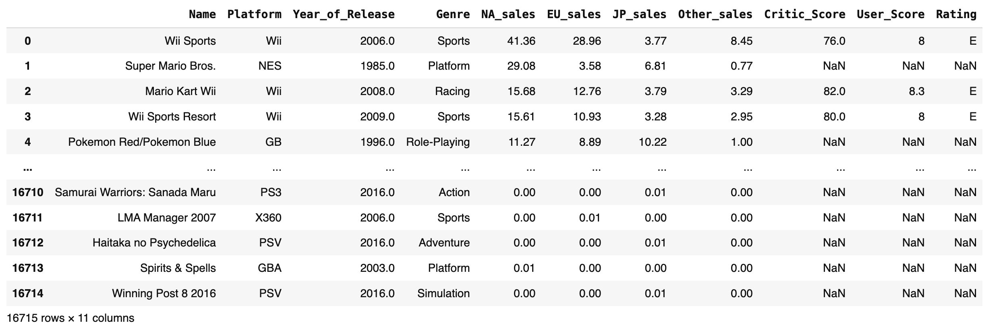 Name Platform Year_of_Release Genre NA_sales EU_sales JP_sales Other_sales Critic_Score User_Score Rating
0 Wii Sports Wii 2006.0 Sports 41.36 28.96 3.77 8.45 76.0 8 E
1 Super Mario Bros. NES 1985.0 Platform 29.08 3.58 6.81 0.77 NaN NaN NaN
2 Mario Kart Wii Wii 2008.0 Racing 15.68 12.76 3.79 3.29 82.0 8.3 E
3 Wii Sports Resort Wii 2009.0 Sports 15.61 10.93 3.28 2.95 80.0 8 E
4 Pokemon Red/Pokemon Blue GB 1996.0 Role-Playing 11.27 8.89 10.22 1.00 NaN NaN NaN
... ... ... ... ... ... ... ... ... ... ... ...
16710 Samurai Warriors: Sanada Maru PS3 2016.0 Action 0.00 0.00 0.01 0.00 NaN NaN NaN
16711 LMA Manager 2007 X360 2006.0 Sports 0.00 0.01 0.00 0.00 NaN NaN NaN
16712 Haitaka no Psychedelica PSV 2016.0 Adventure 0.00 0.00 0.01 0.00 NaN NaN NaN
16713 Spirits & Spells GBA 2003.0 Platform 0.01 0.00 0.00 0.00 NaN NaN NaN
16714 Winning Post 8 2016 PSV 2016.0 Simulation 0.00 0.00 0.01 0.00 NaN NaN NaN
16715 rows × 11 columns